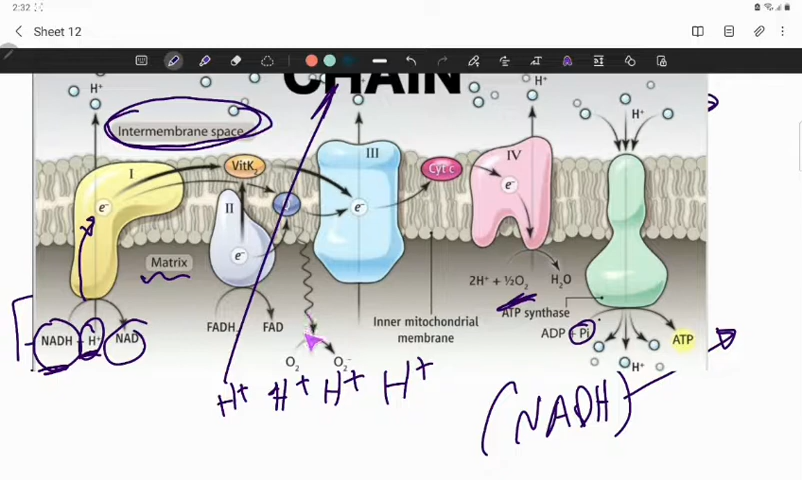 2:32
Sheet 12
CHAIN
H+ H+ H+ H+
Intermembrane space
I VitK2 III Cyt c IV
e- II e- e-
e-
Matrix
2H+ + ½O2 H2O
NADH + H+ NAD FADH FAD Inner mitochondrial membrane ATP synthase
ADP + Pi ATP
O2 O2- H+
H+ H+ H+ H+
(NADH)